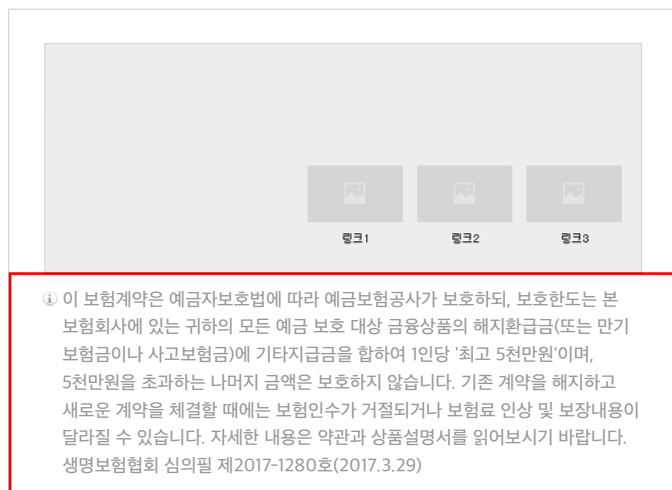 링크1 링크2 링크3
이 보험계약은 예금자보호법에 따라 예금보험공사가 보호하되, 보호한도는 본
보험회사에 있는 귀하의 모든 예금 보호 대상 금융상품의 해지환급금(또는 만기
보험금이나 사고보험금)에 기타지급금을 합하여 1인당 '최고 5천만원'이며,
5천만원을 초과하는 나머지 금액은 보호하지 않습니다. 기존 계약을 해지하고
새로운 계약을 체결할 때에는 보험인수가 거절되거나 보험료 인상 및 보장내용이
달라질 수 있습니다. 자세한 내용은 약관과 상품설명서를 읽어보시기 바랍니다.
생명보험협회 심의필 제2017-1280호(2017.3.29)